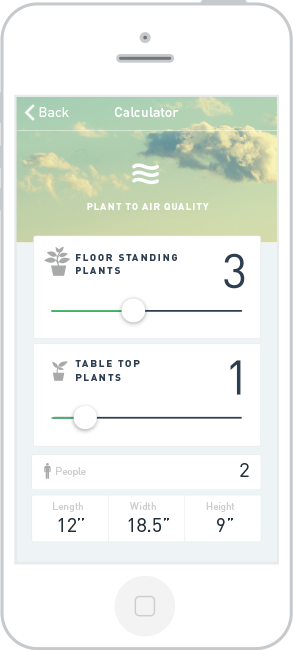 Back
Calculator
PLANT TO AIR QUALITY
FLOOR STANDING
PLANTS
3
TABLE TOP
PLANTS
1
People
2
Length
Width
Height
12”
18.5”
9”